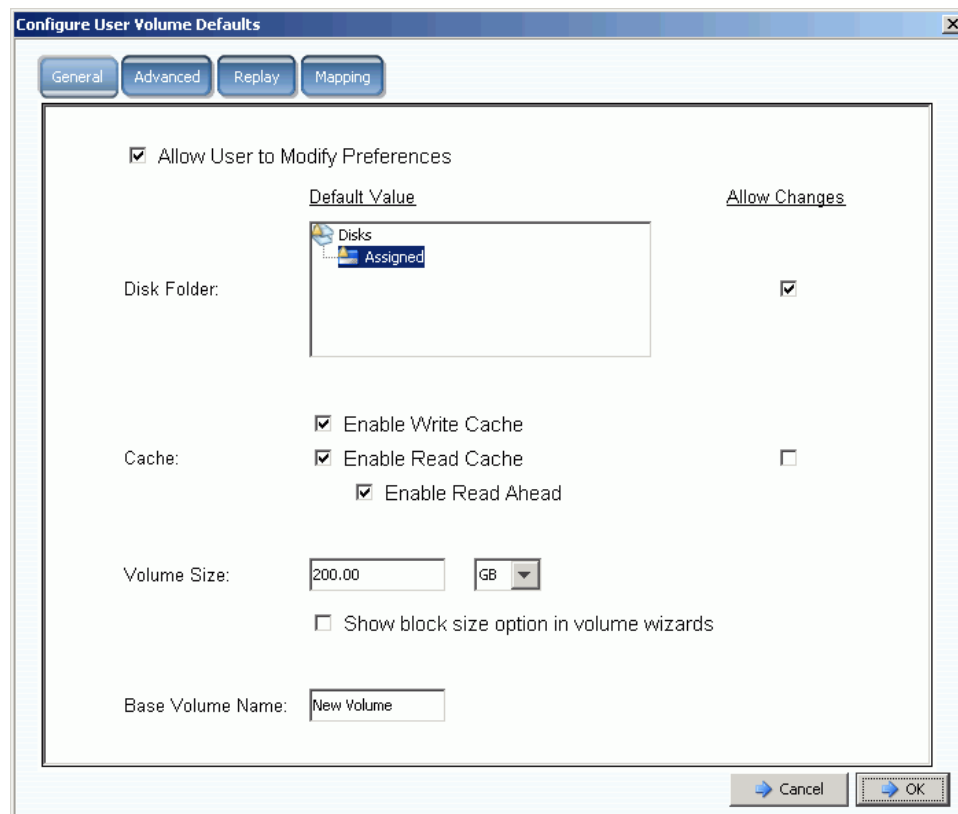 Configure User Volume Defaults
General
Advanced
Replay
Mapping
Allow User to Modify Preferences
Default Value
Allow Changes
Disks
Assigned
Disk Folder:
Enable Write Cache
Cache:
Enable Read Cache
Enable Read Ahead
Volume Size:
200.00
GB
Show block size option in volume wizards
Base Volume Name:
New Volume
Cancel
OK